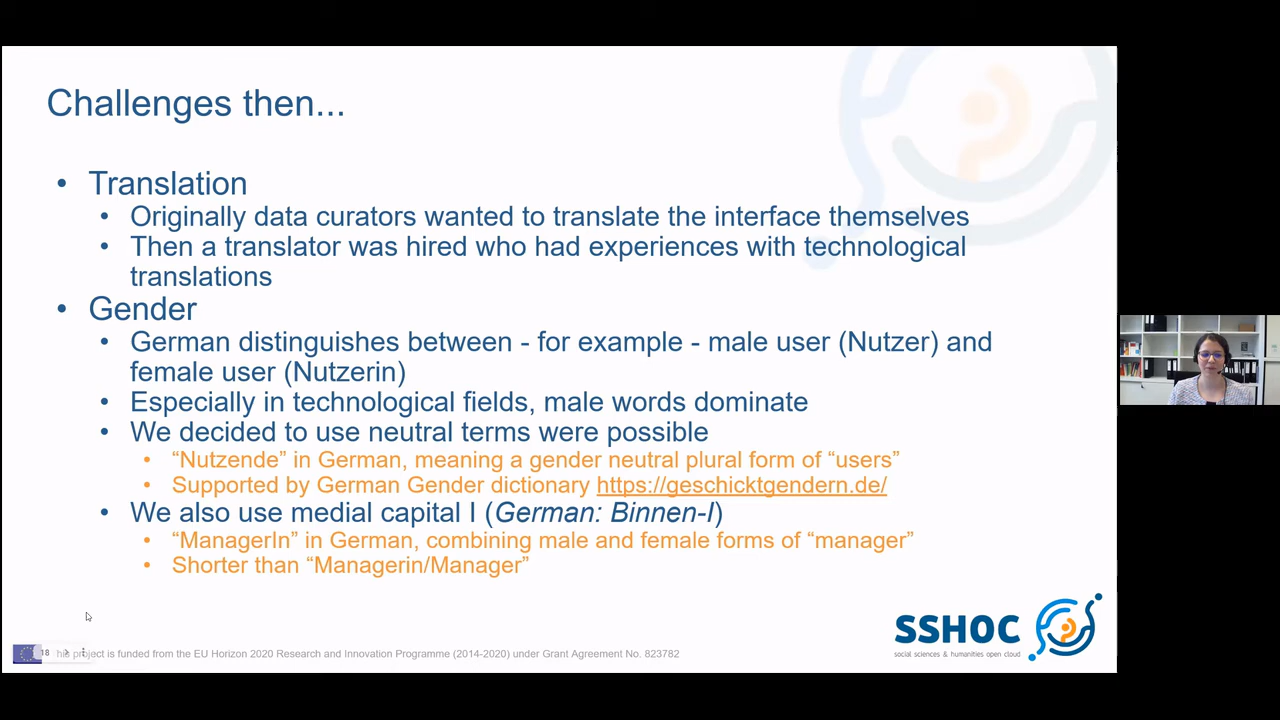 Challenges then...
• Translation
• Originally data curators wanted to translate the interface themselves
• Then a translator was hired who had experiences with technological
translations
• Gender
• German distinguishes between - for example - male user (Nutzer) and
female user (Nutzerin)
• Especially in technological fields, male words dominate
• We decided to use neutral terms were possible
• “Nutzende” in German, meaning a gender neutral plural form of “users”
• Supported by German Gender dictionary https://geschicktgendern.de/
• We also use medial capital I (German: Binnen-I)
• “ManagerIn” in German, combining male and female forms of “manager”
• Shorter than “Managerin/Manager”
SSHOC
social sciences & humanities open cloud
18
his project is funded from the EU Horizon 2020 Research and Innovation Programme (2014-2020) under Grant Agreement No. 823782